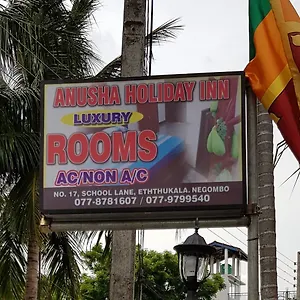 ANUSHA HOLIDAY INN
LUXURY
ROOMS
AC/NON A/C
NO. 17, SCHOOL LANE, ETHTHUKALA. NEGOMBO
077-8781607 / 077-9799540